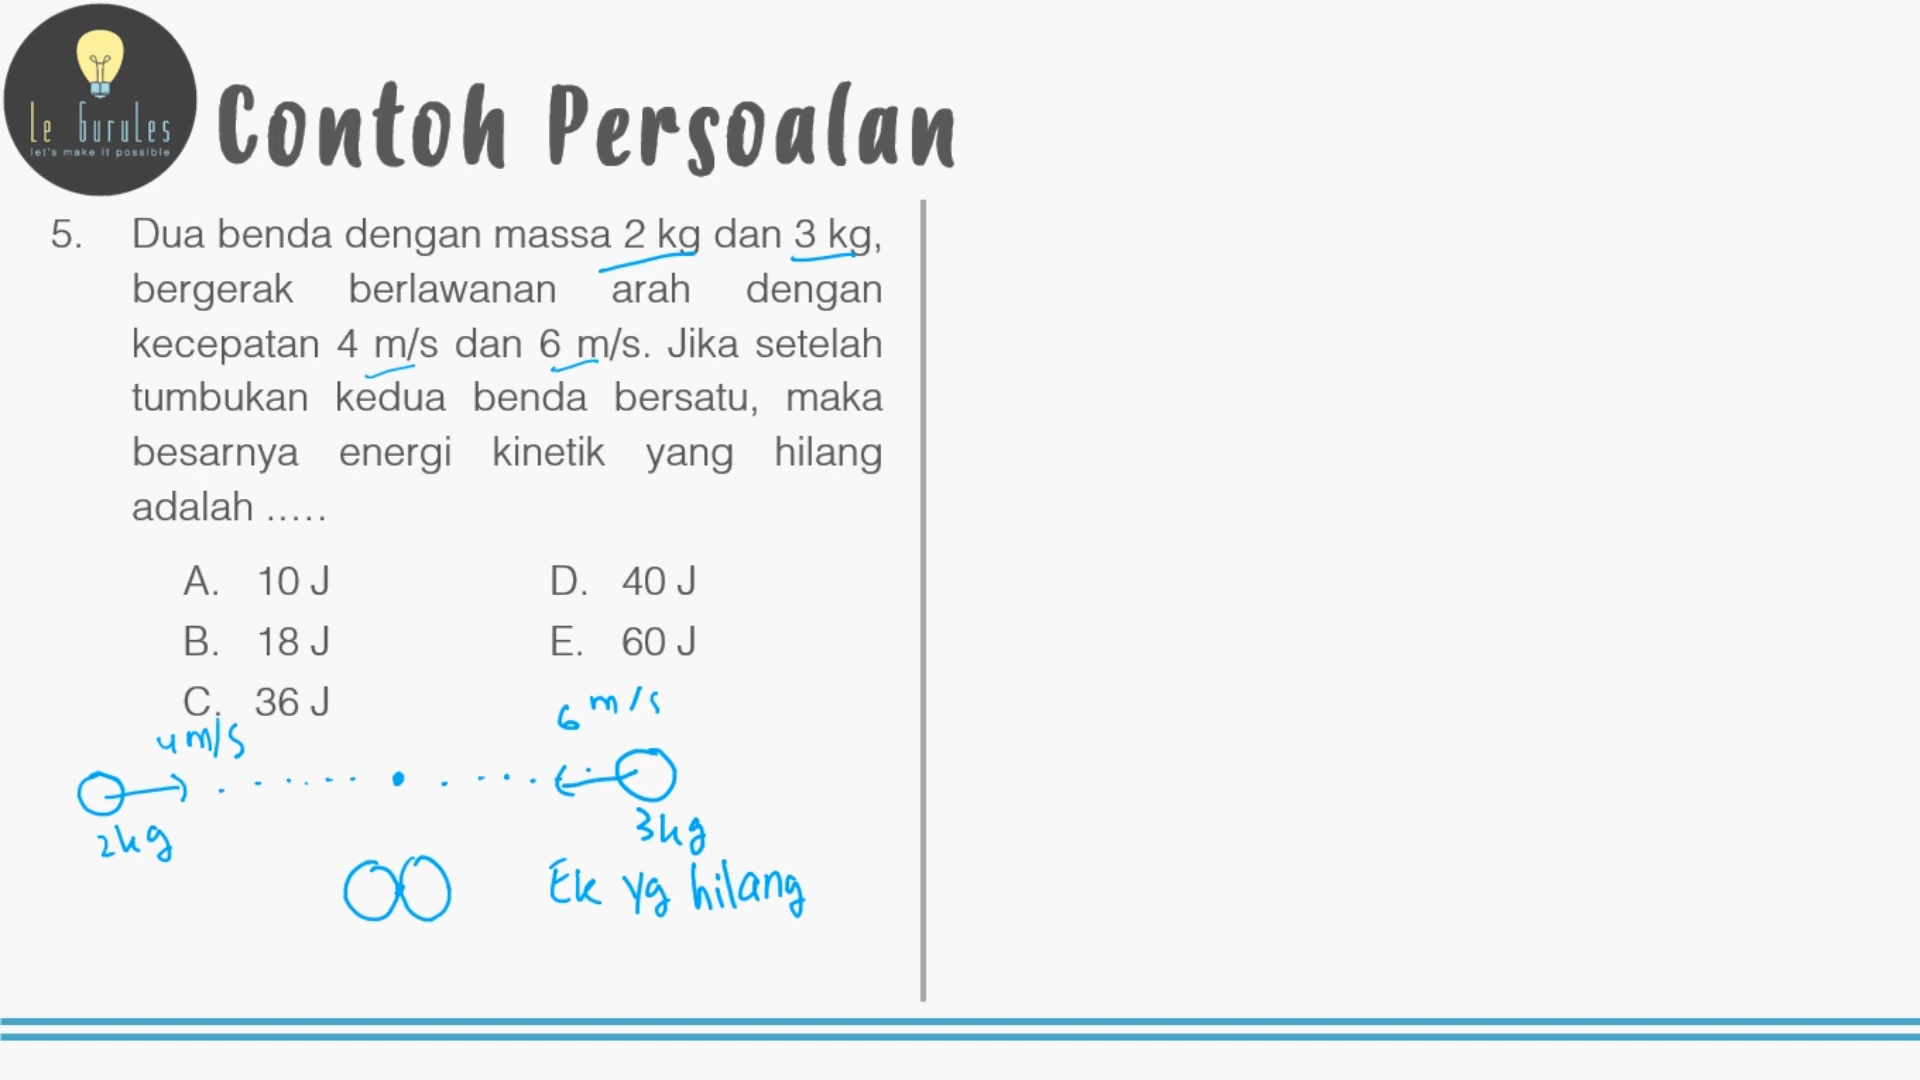 Le Gurules
let's make it possible
Contoh Persoalan
5. Dua benda dengan massa 2 kg dan 3 kg,
bergerak berlawanan arah dengan
kecepatan 4 m/s dan 6 m/s. Jika setelah
tumbukan kedua benda bersatu, maka
besarnya energi kinetik yang hilang
adalah .....
A. 10 J
D. 40 J
B. 18 J
E. 60 J
C. 36 J
4 m/s
6 m/s
2kg
3kg
Ek yg hilang